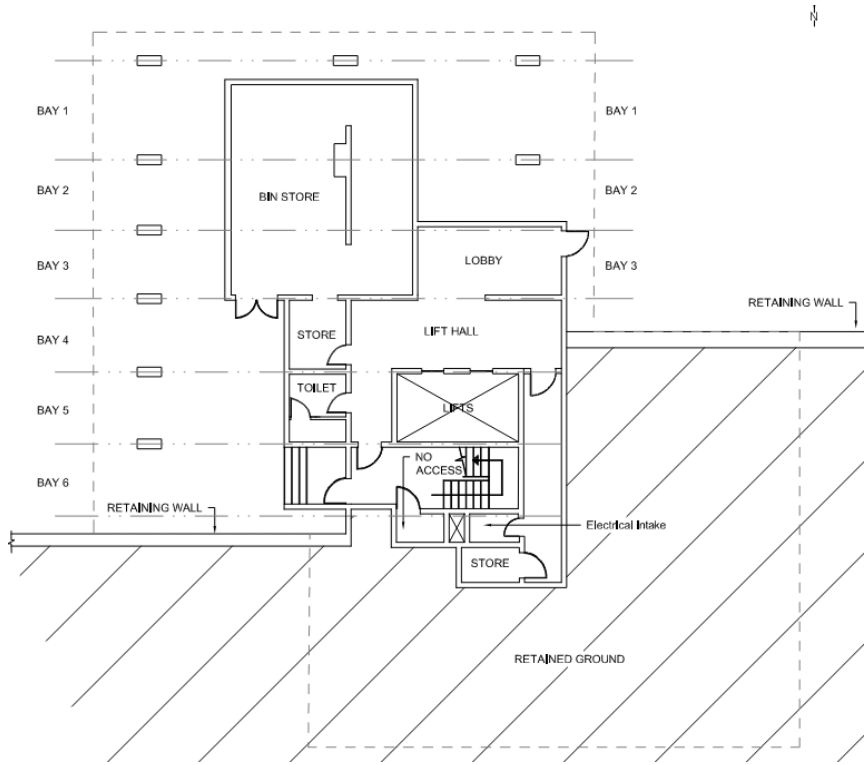 N
BAY 1
BAY 1
BAY 2
BIN STORE
BAY 2
BAY 3
LOBBY
BAY 3
RETAINING WALL
BAY 4
STORE
LIFT HALL
TOILET
BAY 5
LIFTS
NO
ACCESS
BAY 6
RETAINING WALL
Electrical Intake
STORE
RETAINED GROUND